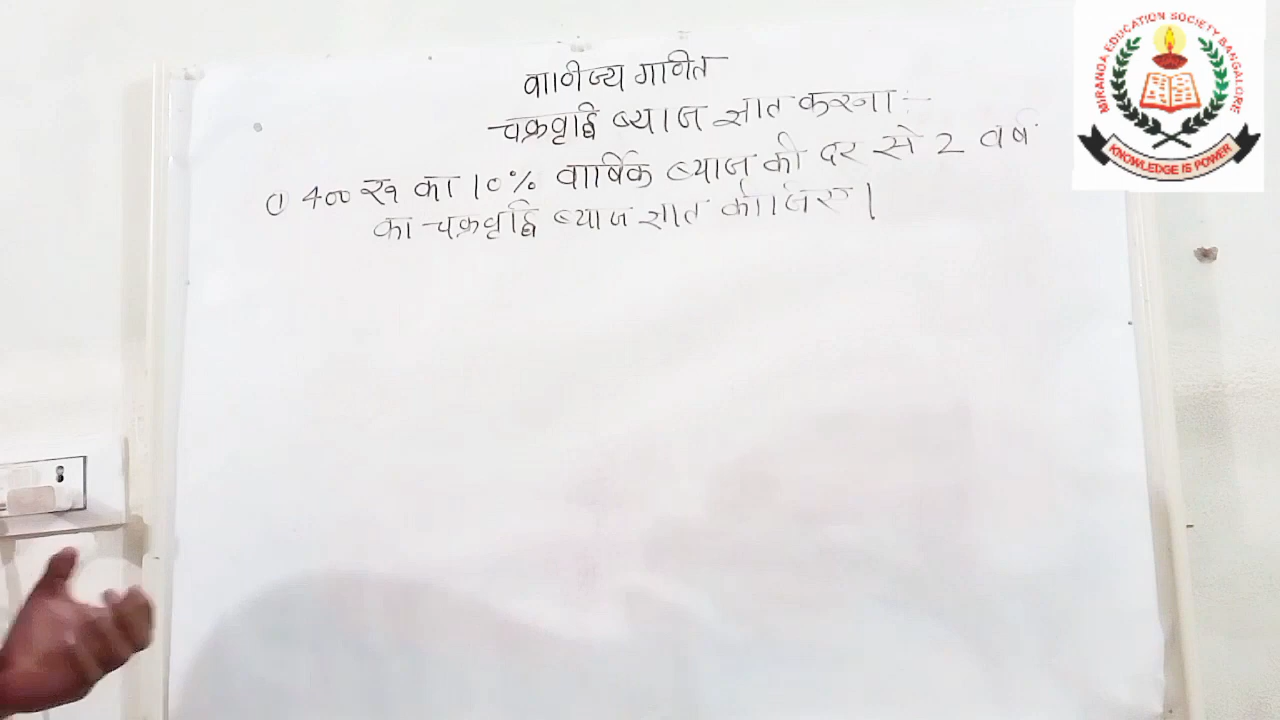 वाणिज्य गणित
चक्रवृद्धि ब्याज ज्ञात करना :-
① 400 रु का 10% वार्षिक ब्याज की दर से 2 वर्ष
का चक्रवृद्धि ब्याज ज्ञात कीजिए।
MIRANDA EDUCATION SOCIETY BANGALORE
KNOWLEDGE IS POWER